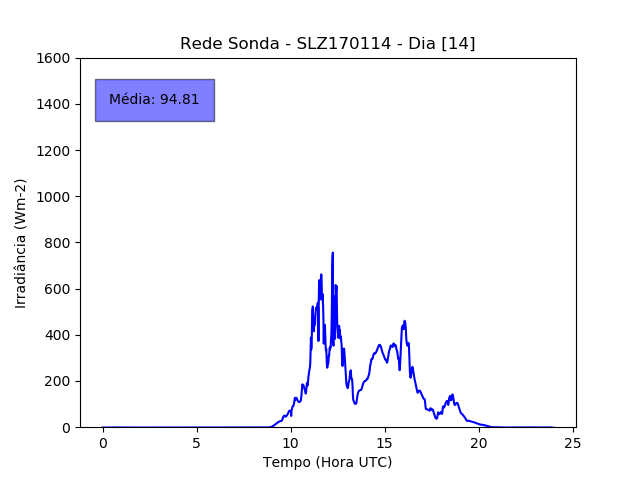 Rede Sonda - SLZ170114 - Dia [14]
1600
1400
1200
1000
800
600
400
200
0
Irradiância (Wm-2)
Média: 94.81
0 5 10 15 20 25
Tempo (Hora UTC)